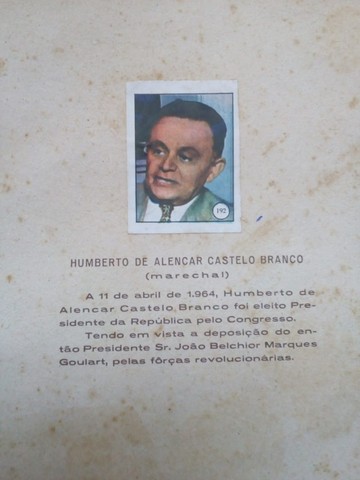 192
HUMBERTO DE ALENÇAR CASTELO BRANCO
(marechal)
A 11 de abril de 1.964, Humberto de
Alencar Castelo Branco foi eleito Pre-
sidente da República pelo Congresso.
Tendo em vista a deposição do en-
tão Presidente Sr. João Belchior Marques
Goulart, pelas fôrças revolucionárias.